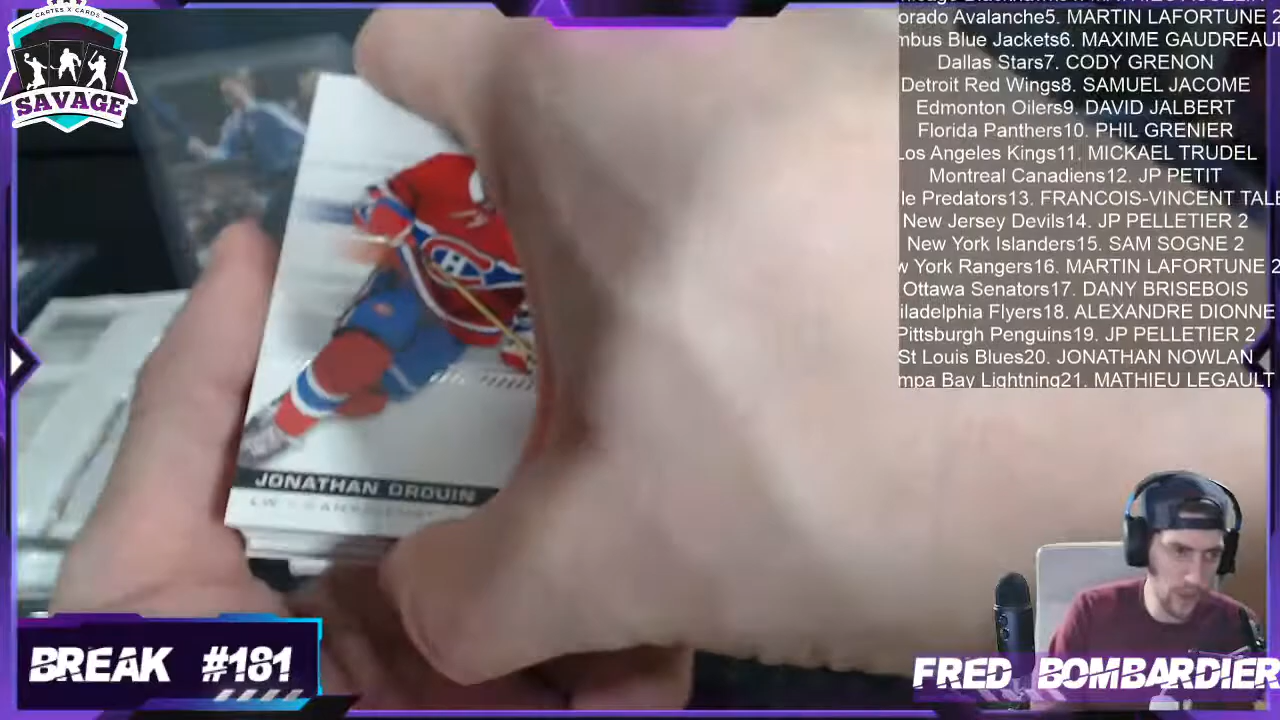 CARTES X CARDS
SAVAGE
orado Avalanche5. MARTIN LAFORTUNE 2
mbus Blue Jackets6. MAXIME GAUDREAU
Dallas Stars7. CODY GRENON
Detroit Red Wings8. SAMUEL JACOME
Edmonton Oilers9. DAVID JALBERT
Florida Panthers10. PHIL GRENIER
Los Angeles Kings11. MICKAEL TRUDEL
Montreal Canadiens12. JP PETIT
le Predators13. FRANCOIS-VINCENT TALE
New Jersey Devils14. JP PELLETIER 2
New York Islanders15. SAM SOGNE 2
w York Rangers16. MARTIN LAFORTUNE 2
Ottawa Senators17. DANY BRISEBOIS
iladelphia Flyers18. ALEXANDRE DIONNE
Pittsburgh Penguins19. JP PELLETIER 2
St Louis Blues20. JONATHAN NOWLAN
mpa Bay Lightning21. MATHIEU LEGAULT
JONATHAN DROUIN
LW
BREAK #181
FRED BOMBARDIER